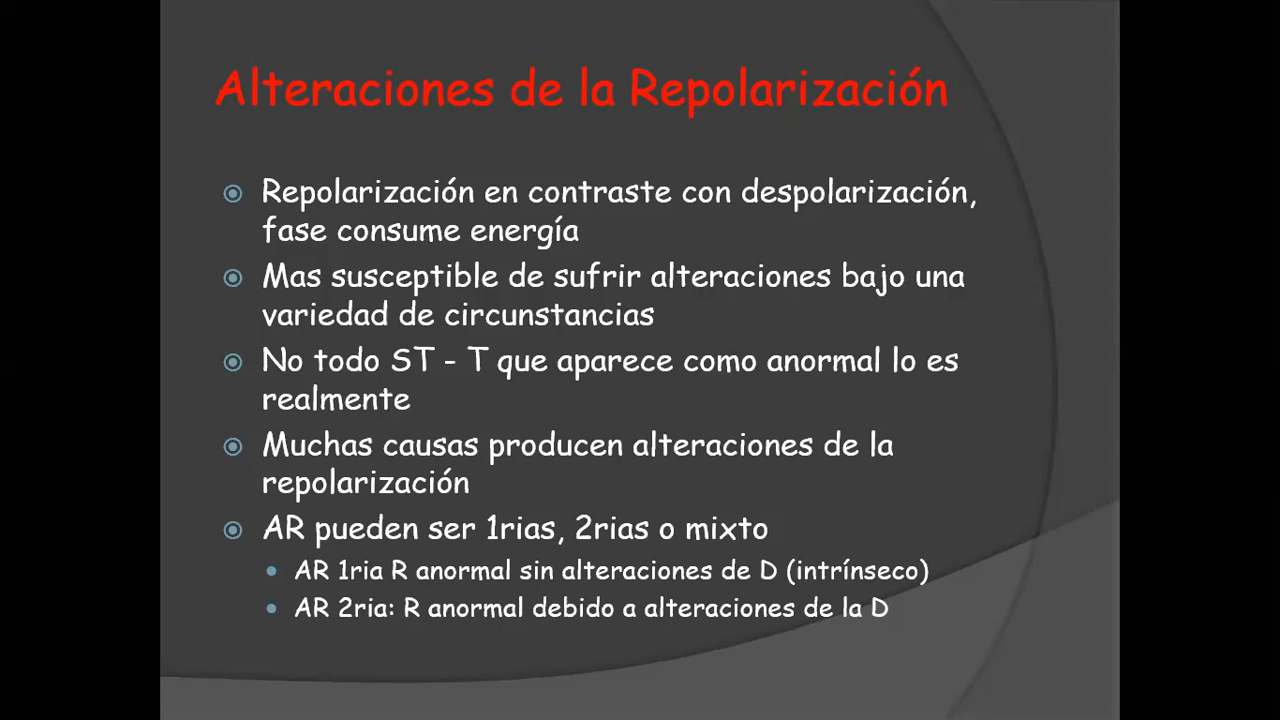 Alteraciones de la Repolarización
Repolarización en contraste con despolarización,
fase consume energía
Mas susceptible de sufrir alteraciones bajo una
variedad de circunstancias
No todo ST - T que aparece como anormal lo es
realmente
Muchas causas producen alteraciones de la
repolarización
AR pueden ser 1rias, 2rias o mixto
AR 1ria R anormal sin alteraciones de D (intrínseco)
AR 2ria: R anormal debido a alteraciones de la D